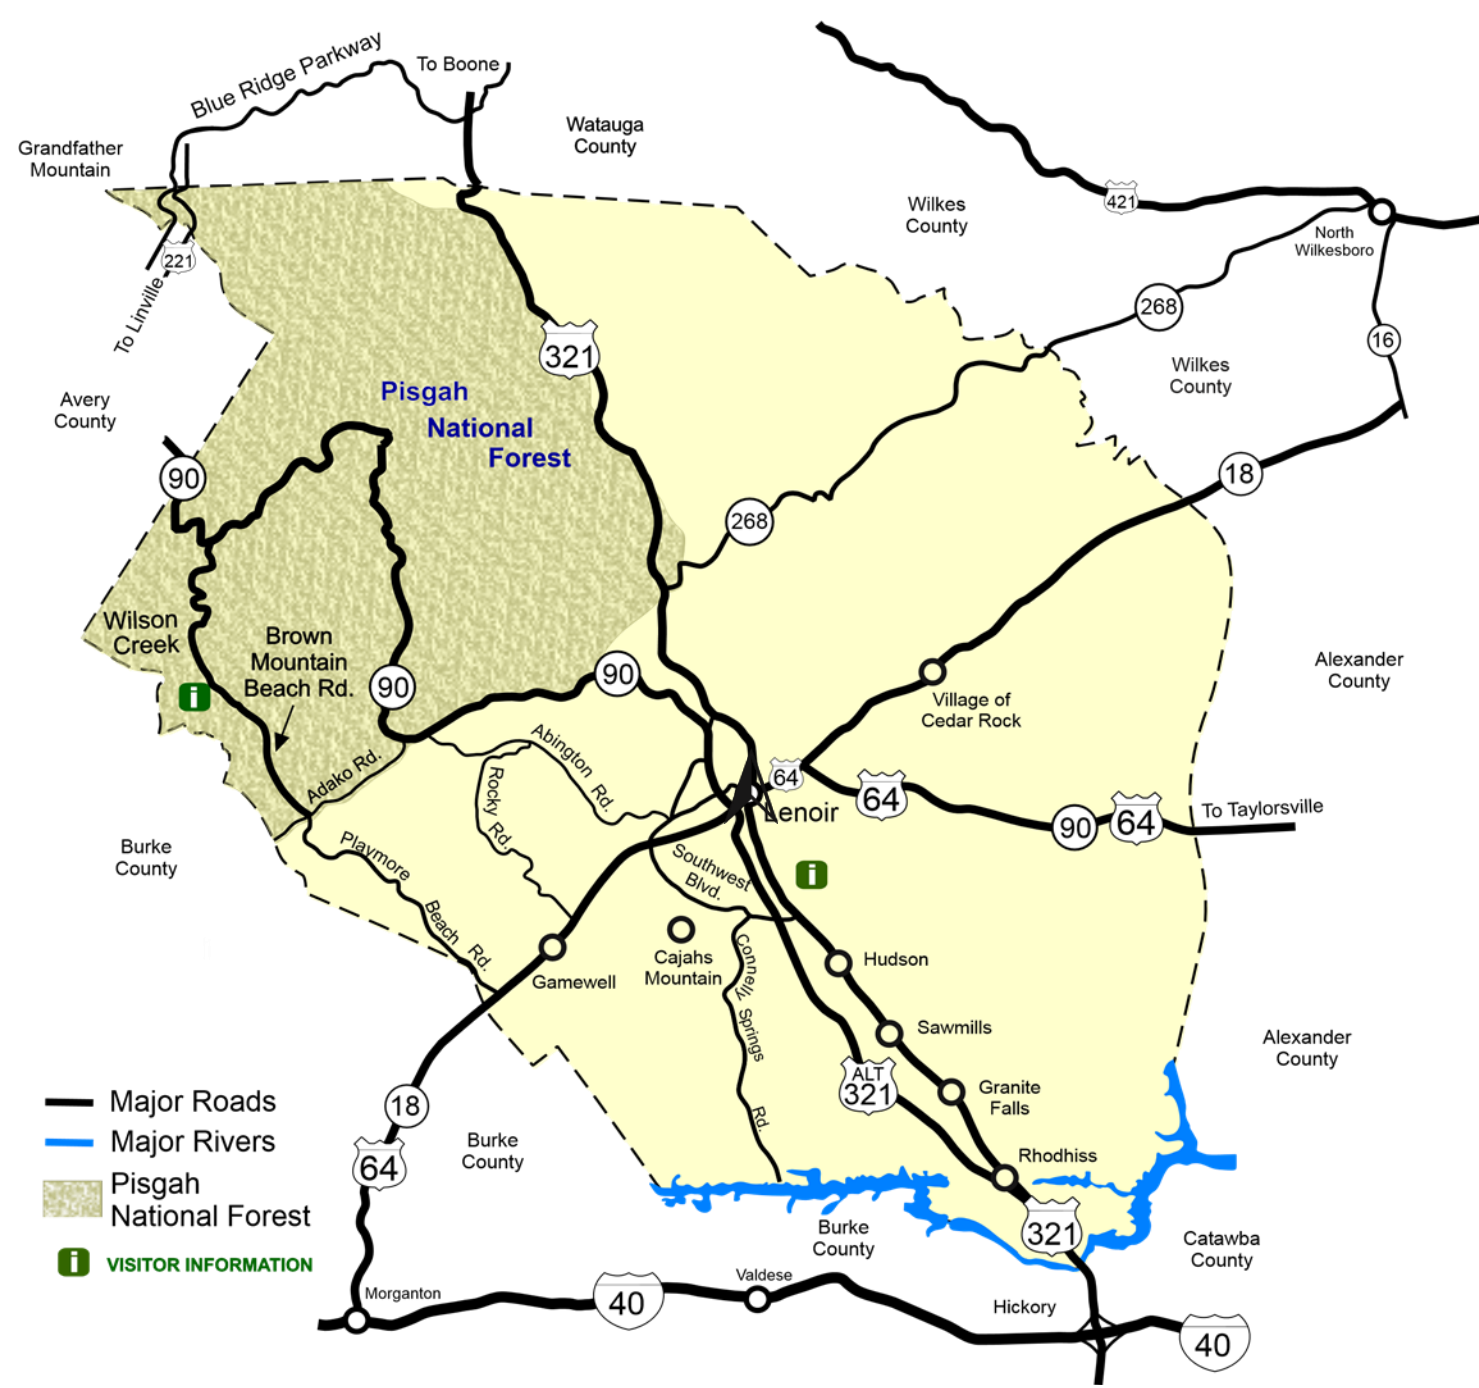 Blue Ridge Parkway
To Boone
Grandfather
Mountain
Watauga
County
Wilkes
County
421
North
Wilkesboro
221
To Linville
268
16
321
Wilkes
County
Pisgah
National
Forest
Avery
County
90
18
268
Wilson
Creek
Brown
Mountain
Beach Rd.
i
90
90
Alexander
County
Village of
Cedar Rock
Abington Rd.
Adako Rd.
Rocky Rd.
64
64
Lenoir
90
64
To Taylorsville
Burke
County
Playmore Beach Rd.
Southwest
Blvd.
i
Cajahs
Mountain
Connelly Springs Rd.
Gamewell
Hudson
Sawmills
Alexander
County
ALT
321
Granite
Falls
Major Roads
18
Major Rivers
64
Burke
County
Rhodhiss
Pisgah
National Forest
321
Burke
County
Catawba
County
i VISITOR INFORMATION
Morganton
40
Valdese
Hickory
40